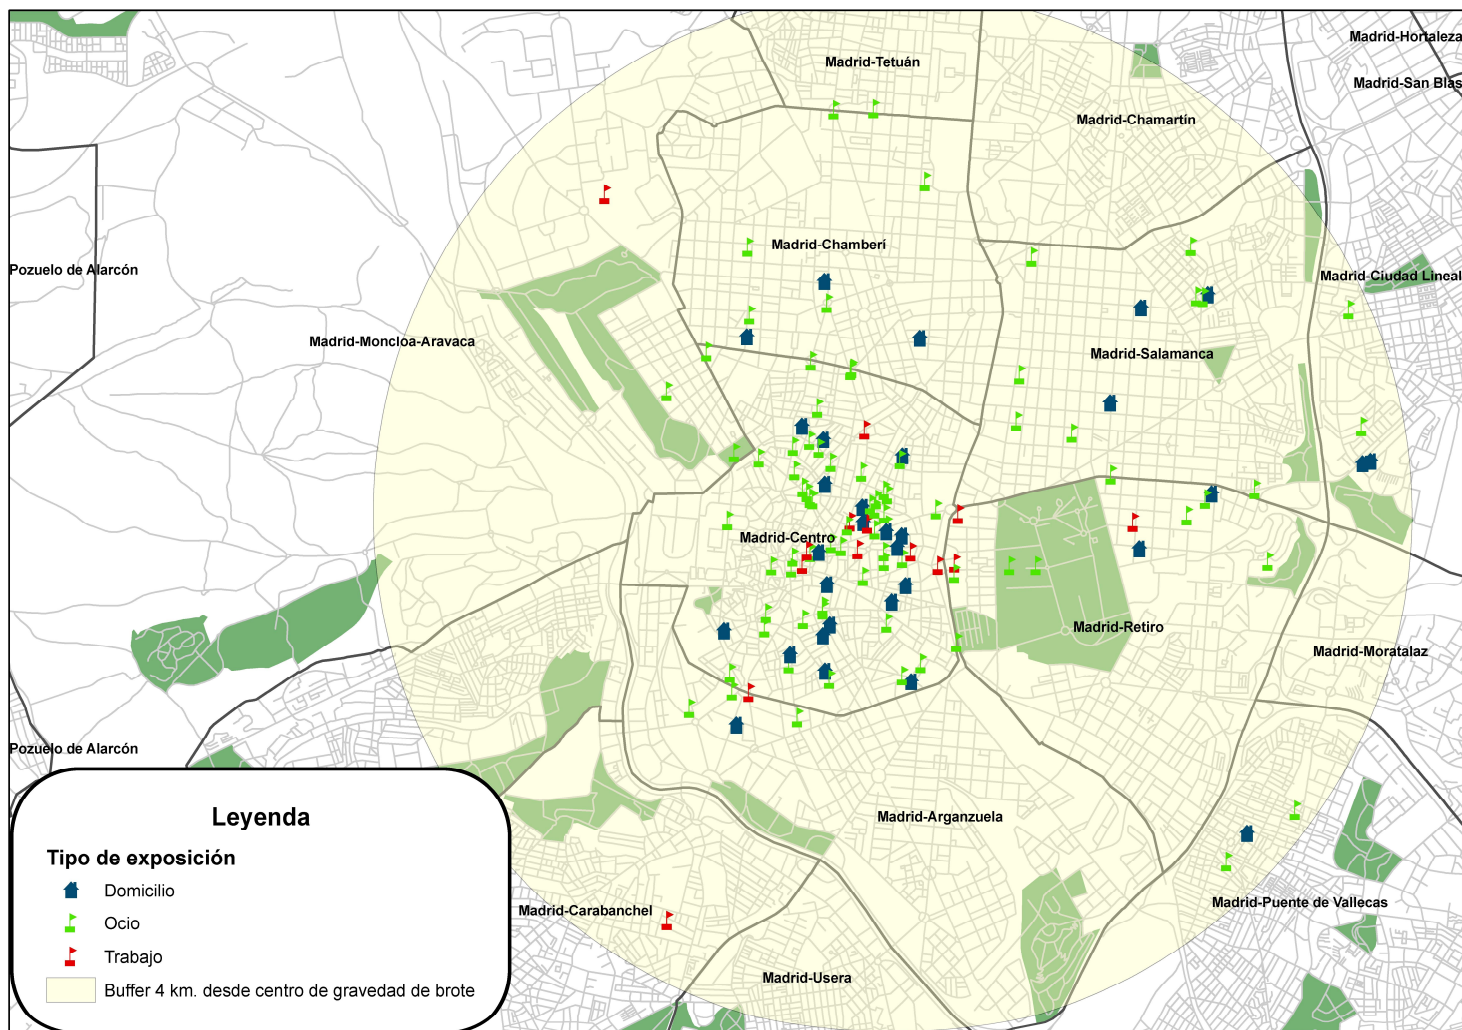 Madrid-Hortaleza
Madrid-Tetuán
Madrid-San Blas
Madrid-Chamartín
Madrid-Chamberí
Pozuelo de Alarcón
Madrid-Ciudad Lineal
Madrid-Moncloa-Aravaca
Madrid-Salamanca
Madrid-Centro
Madrid-Retiro
Madrid-Moratalaz
Pozuelo de Alarcón
Madrid-Arganzuela
Madrid-Puente de Vallecas
Madrid-Carabanchel
Madrid-Usera
Leyenda
Tipo de exposición
Domicilio
Ocio
Trabajo
Buffer 4 km. desde centro de gravedad de brote